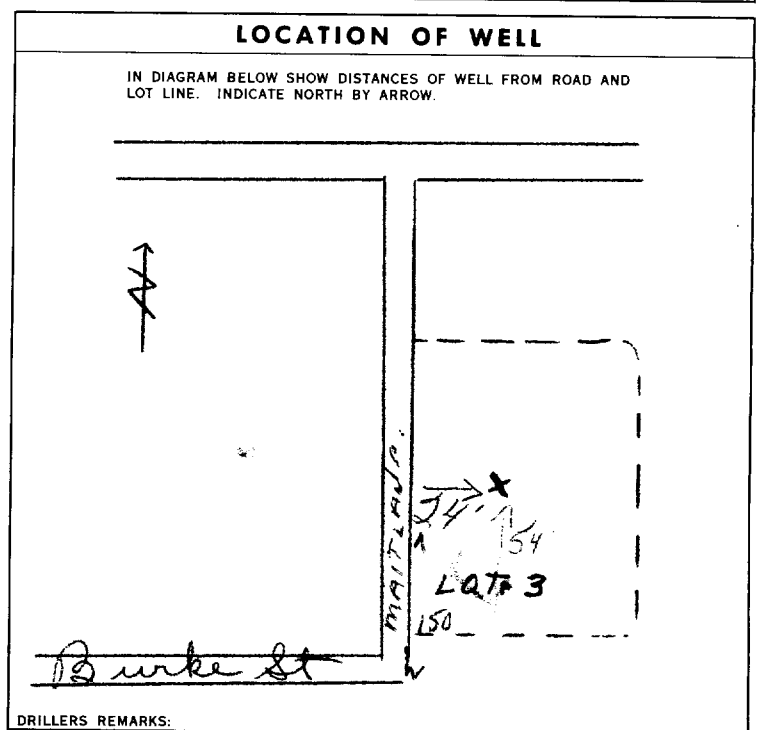 LOCATION OF WELL
IN DIAGRAM BELOW SHOW DISTANCES OF WELL FROM ROAD AND
LOT LINE. INDICATE NORTH BY ARROW.
N
MAITLAND.
X
54
LOT 3
150
Burke St
DRILLERS REMARKS: